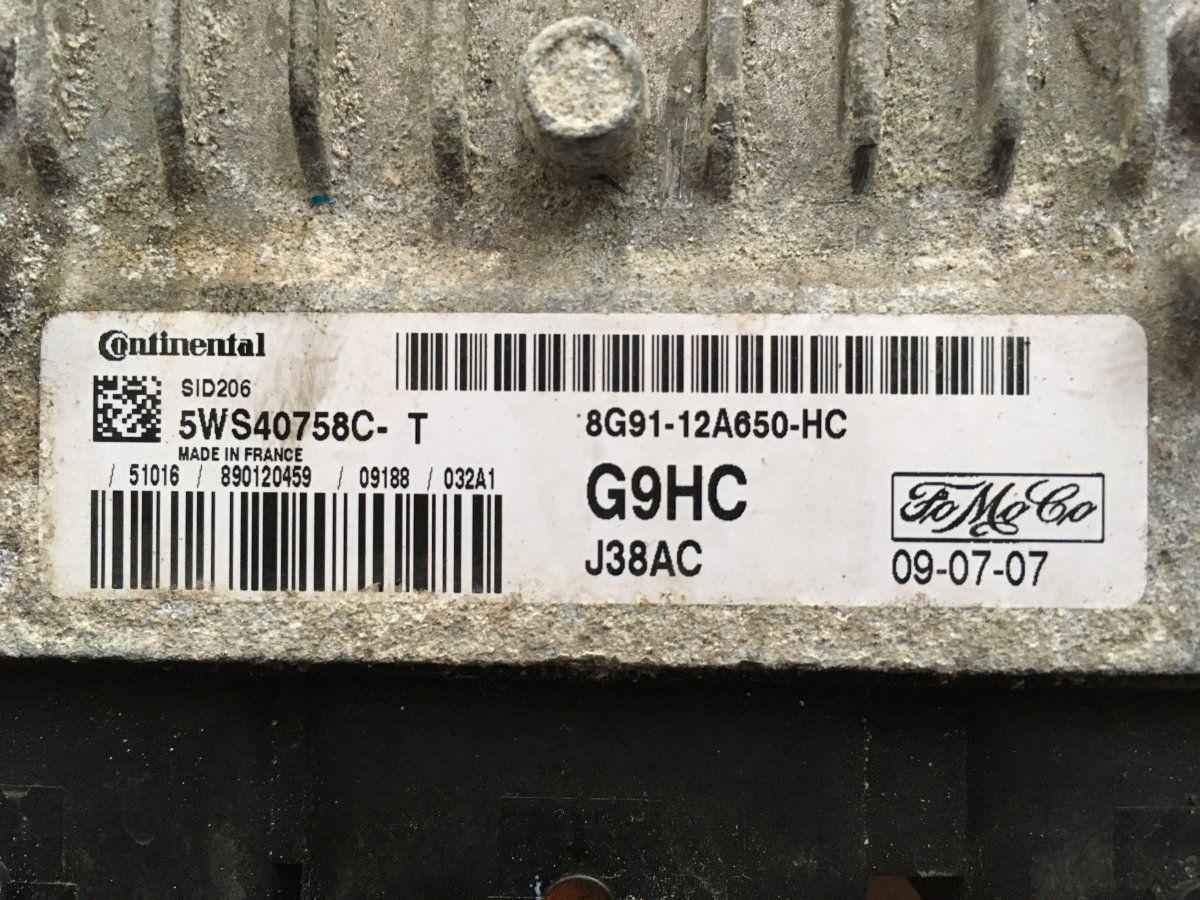 Continental
SID206
5WS40758C- T
MADE IN FRANCE
/ 51016 / 890120459 / 09188 / 032A1
8G91-12A650-HC
G9HC
J38AC
FoMoCo
09-07-07